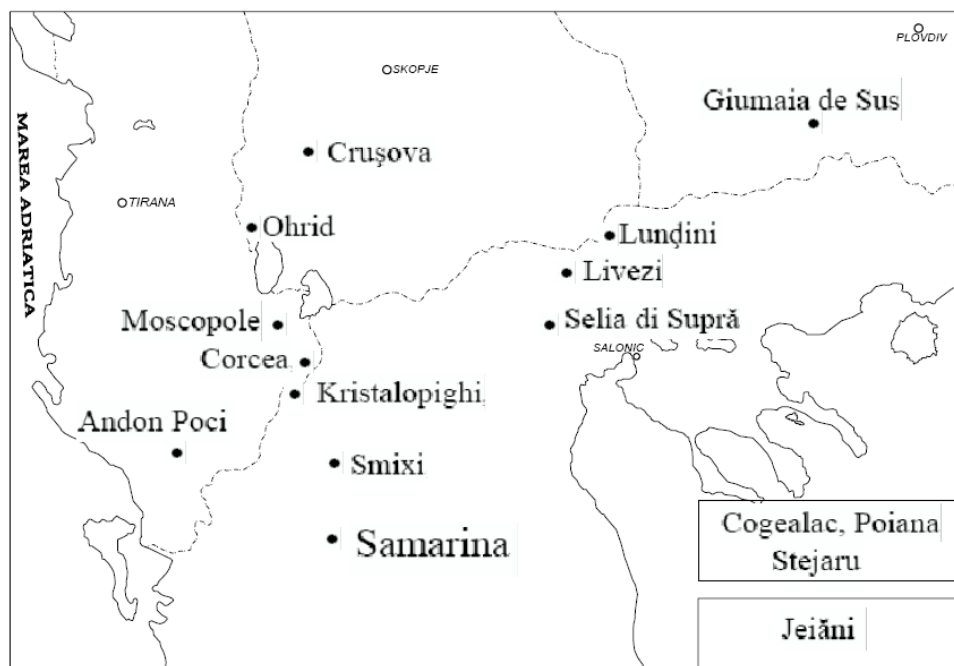 PLOVDIV
SKOPJE
Giumaia de Sus
Crușova
MAREA ADRIATICA
TIRANA
Ohrid
Lunḑini
Livezi
Moscopole
Selia di Supră
SALONIC
Corcea
Kristalopighi
Andon Poci
Smixi
Samarina
Cogealac, Poiana
Stejaru
Jeiăni